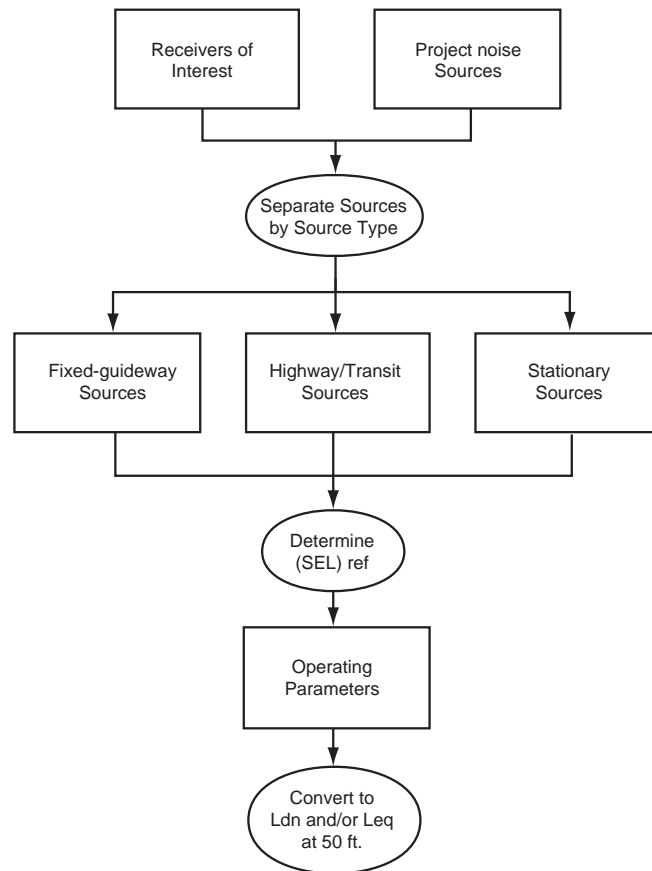 Receivers of
Interest
Project noise
Sources
Separate Sources
by Source Type
Fixed-guideway
Sources
Highway/Transit
Sources
Stationary
Sources
Determine
(SEL) ref
Operating
Parameters
Convert to
Ldn and/or Leq
at 50 ft.